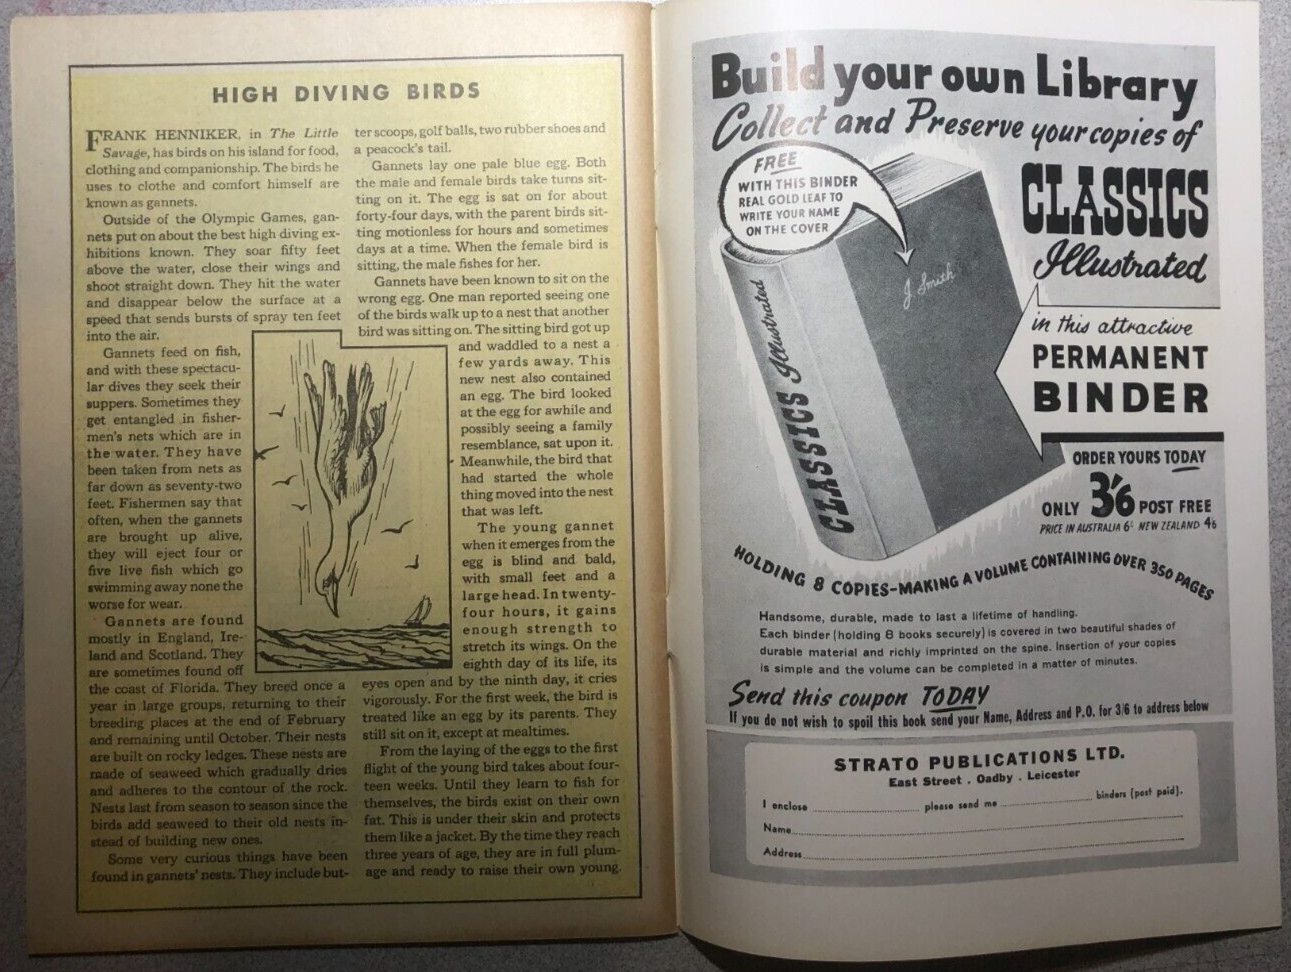 HIGH DIVING BIRDS
FRANK HENNIKER, in The Little
Savage, has birds on his island for food,
clothing and companionship. The birds he
uses to clothe and comfort himself are
known as gannets.
Outside of the Olympic Games, gan-
nets put on about the best high diving ex-
hibitions known. They soar fifty feet
above the water, close their wings and
shoot straight down. They hit the water
and disappear below the surface at a
speed that sends bursts of spray ten feet
into the air.
Gannets feed on fish,
and with these spectacu-
lar dives they seek their
suppers. Sometimes they
get entangled in fisher-
men's nets which are in
the water. They have
been taken from nets as
far down as seventy-two
feet. Fishermen say that
often, when the gannets
are brought up alive,
they will eject four or
five live fish which go
swimming away none the
worse for wear.
Gannets are found
mostly in England, Ire-
land and Scotland. They
are sometimes found off
the coast of Florida. They breed once a
year in large groups, returning to their
breeding places at the end of February
and remaining until October. Their nests
are built on rocky ledges. These nests are
made of seaweed which gradually dries
and adheres to the contour of the rock.
Nests last from season to season since the
birds add seaweed to their old nests in-
stead of building new ones.
Some very curious things have been
found in gannets' nests. They include but-
ter scoops, golf balls, two rubber shoes and
a peacock's tail.
Gannets lay one pale blue egg. Both
the male and female birds take turns sit-
ting on it. The egg is sat on for about
forty-four days, with the parent birds sit-
ting motionless for hours and sometimes
days at a time. When the female bird is
sitting, the male fishes for her.
Gannets have been known to sit on the
wrong egg. One man reported seeing one
of the birds walk up to a nest that another
bird was sitting on. The sitting bird got up
and waddled to a nest a
few yards away. This
new nest also contained
an egg. The bird looked
at the egg for awhile and
possibly seeing a family
resemblance, sat upon it.
Meanwhile, the bird that
had started the whole
thing moved into the nest
that was left.
The young gannet
when it emerges from the
egg is blind and bald,
with small feet and a
large head. In twenty-
four hours, it gains
enough strength to
stretch its wings. On the
eighth day of its life, its
eyes open and by the ninth day, it cries
vigorously. For the first week, the bird is
treated like an egg by its parents. They
still sit on it, except at mealtimes.
From the laying of the eggs to the first
flight of the young bird takes about four-
teen weeks. Until they learn to fish for
themselves, the birds exist on their own
fat. This is under their skin and protects
them like a jacket. By the time they reach
three years of age, they are in full plum-
age and ready to raise their own young.
Build your own Library
Collect and Preserve your copies of
CLASSICS
Illustrated
FREE
WITH THIS BINDER
REAL GOLD LEAF TO
WRITE YOUR NAME
ON THE COVER
J. Smith
CLASSICS Illustrated
in this attractive
PERMANENT
BINDER
ORDER YOURS TODAY
ONLY 3'6 POST FREE
PRICE IN AUSTRALIA 6'- NEW ZEALAND 4'6
HOLDING 8 COPIES-MAKING A VOLUME CONTAINING OVER 350 PAGES
Handsome, durable, made to last a lifetime of handling.
Each binder (holding 8 books securely) is covered in two beautiful shades of
durable material and richly imprinted on the spine. Insertion of your copies
is simple and the volume can be completed in a matter of minutes.
Send this coupon TODAY
If you do not wish to spoil this book send your Name, Address and P.O. for 3/6 to address below
STRATO PUBLICATIONS LTD.
East Street . Oadby . Leicester
I enclose please send me binders (post paid).
Name
Address